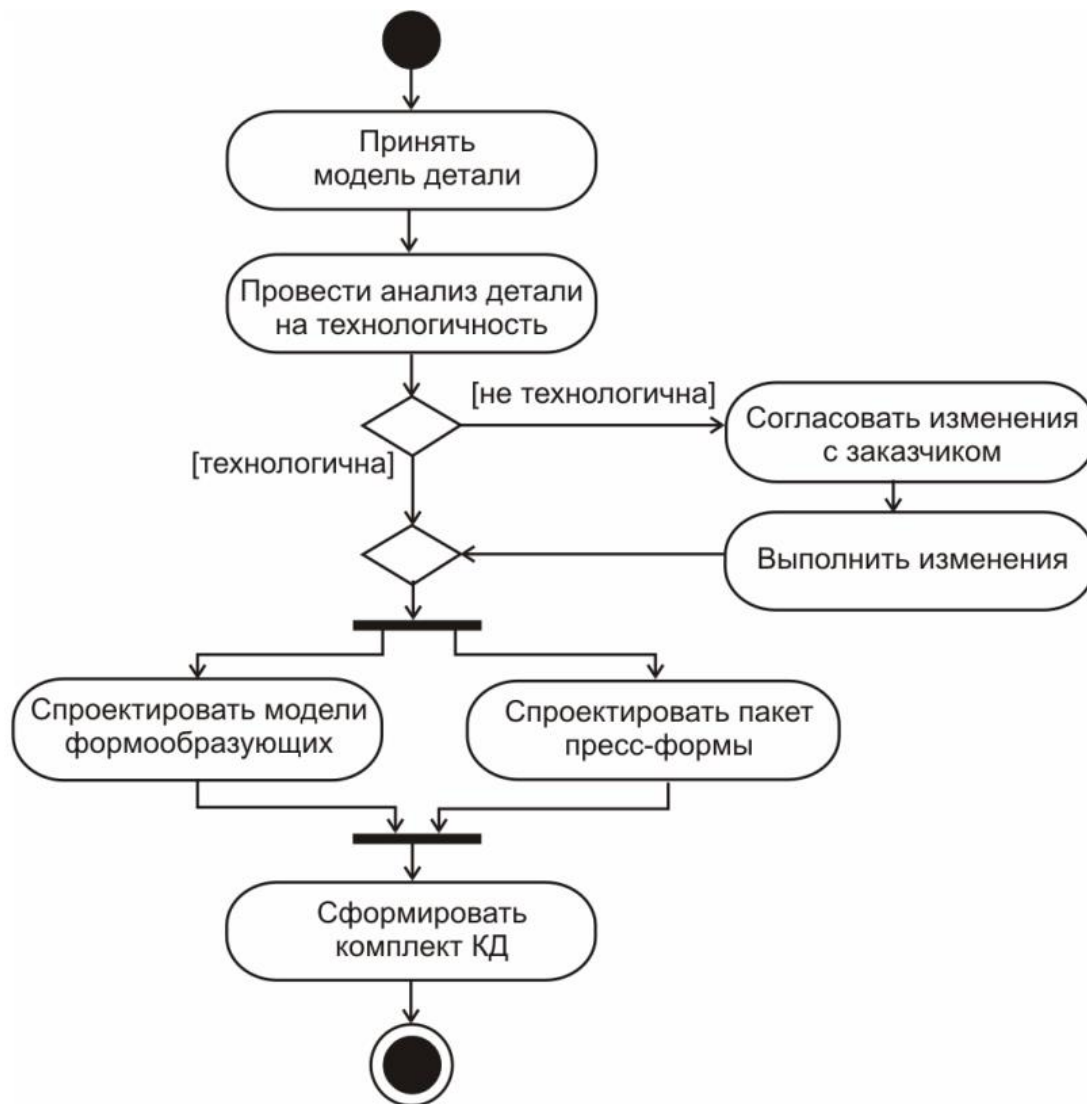 Принять
модель детали
Провести анализ детали
на технологичность
[не технологична]
Согласовать изменения
с заказчиком
[технологична]
Выполнить изменения
Спроектировать модели
формообразующих
Спроектировать пакет
пресс-формы
Сформировать
комплект КД